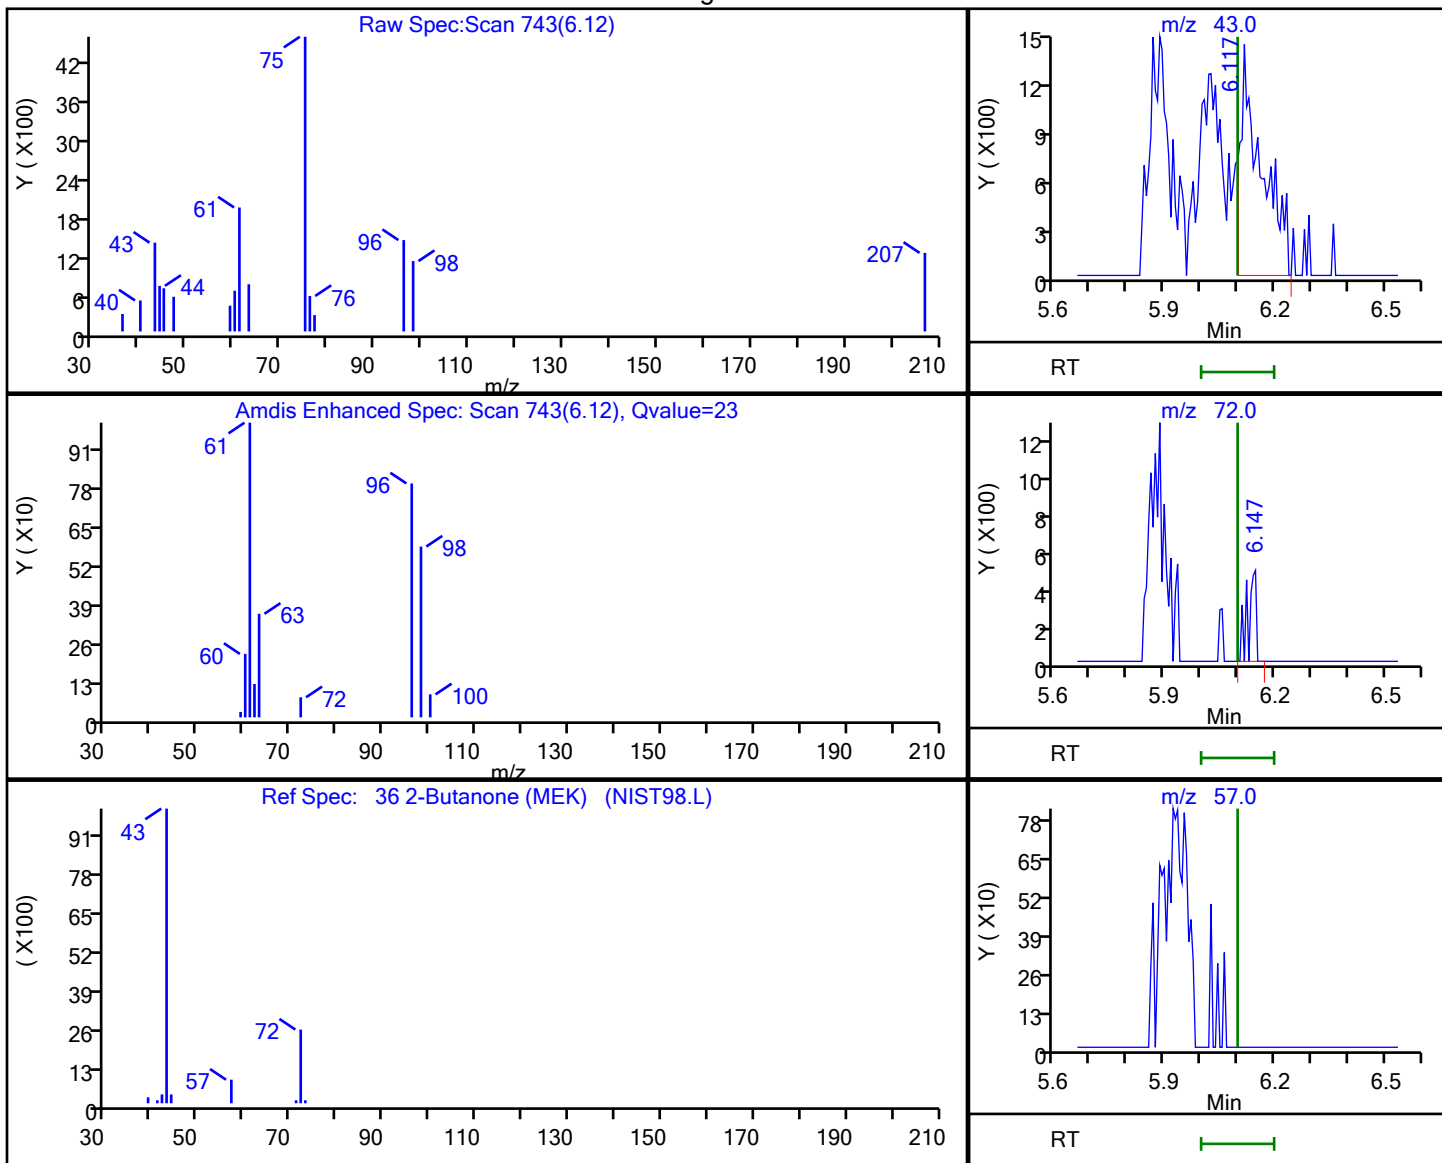 Raw Spec:Scan 743(6.12)
Y ( X100)
42
36
30
24
18
12
6
0
75
61
43
44
40
96
98
76
207
30 50 70 90 110 130 150 170 190 210
m/z
m/z 43.0
Y ( X100)
15
12
9
6
3
0
6.117
5.6 5.9 6.2 6.5
Min
RT
Amdis Enhanced Spec: Scan 743(6.12), Qvalue=23
Y ( X10)
91
78
65
52
39
26
13
0
61
96
98
63
60
72
100
30 50 70 90 110 130 150 170 190 210
m/z
m/z 72.0
Y ( X100)
12
10
8
6
4
2
0
6.147
5.6 5.9 6.2 6.5
Min
RT
Ref Spec: 36 2-Butanone (MEK) (NIST98.L)
( X100)
91
78
65
52
39
26
13
0
43
72
57
30 50 70 90 110 130 150 170 190 210
m/z 57.0
Y ( X10)
78
65
52
39
26
13
0
5.6 5.9 6.2 6.5
Min
RT